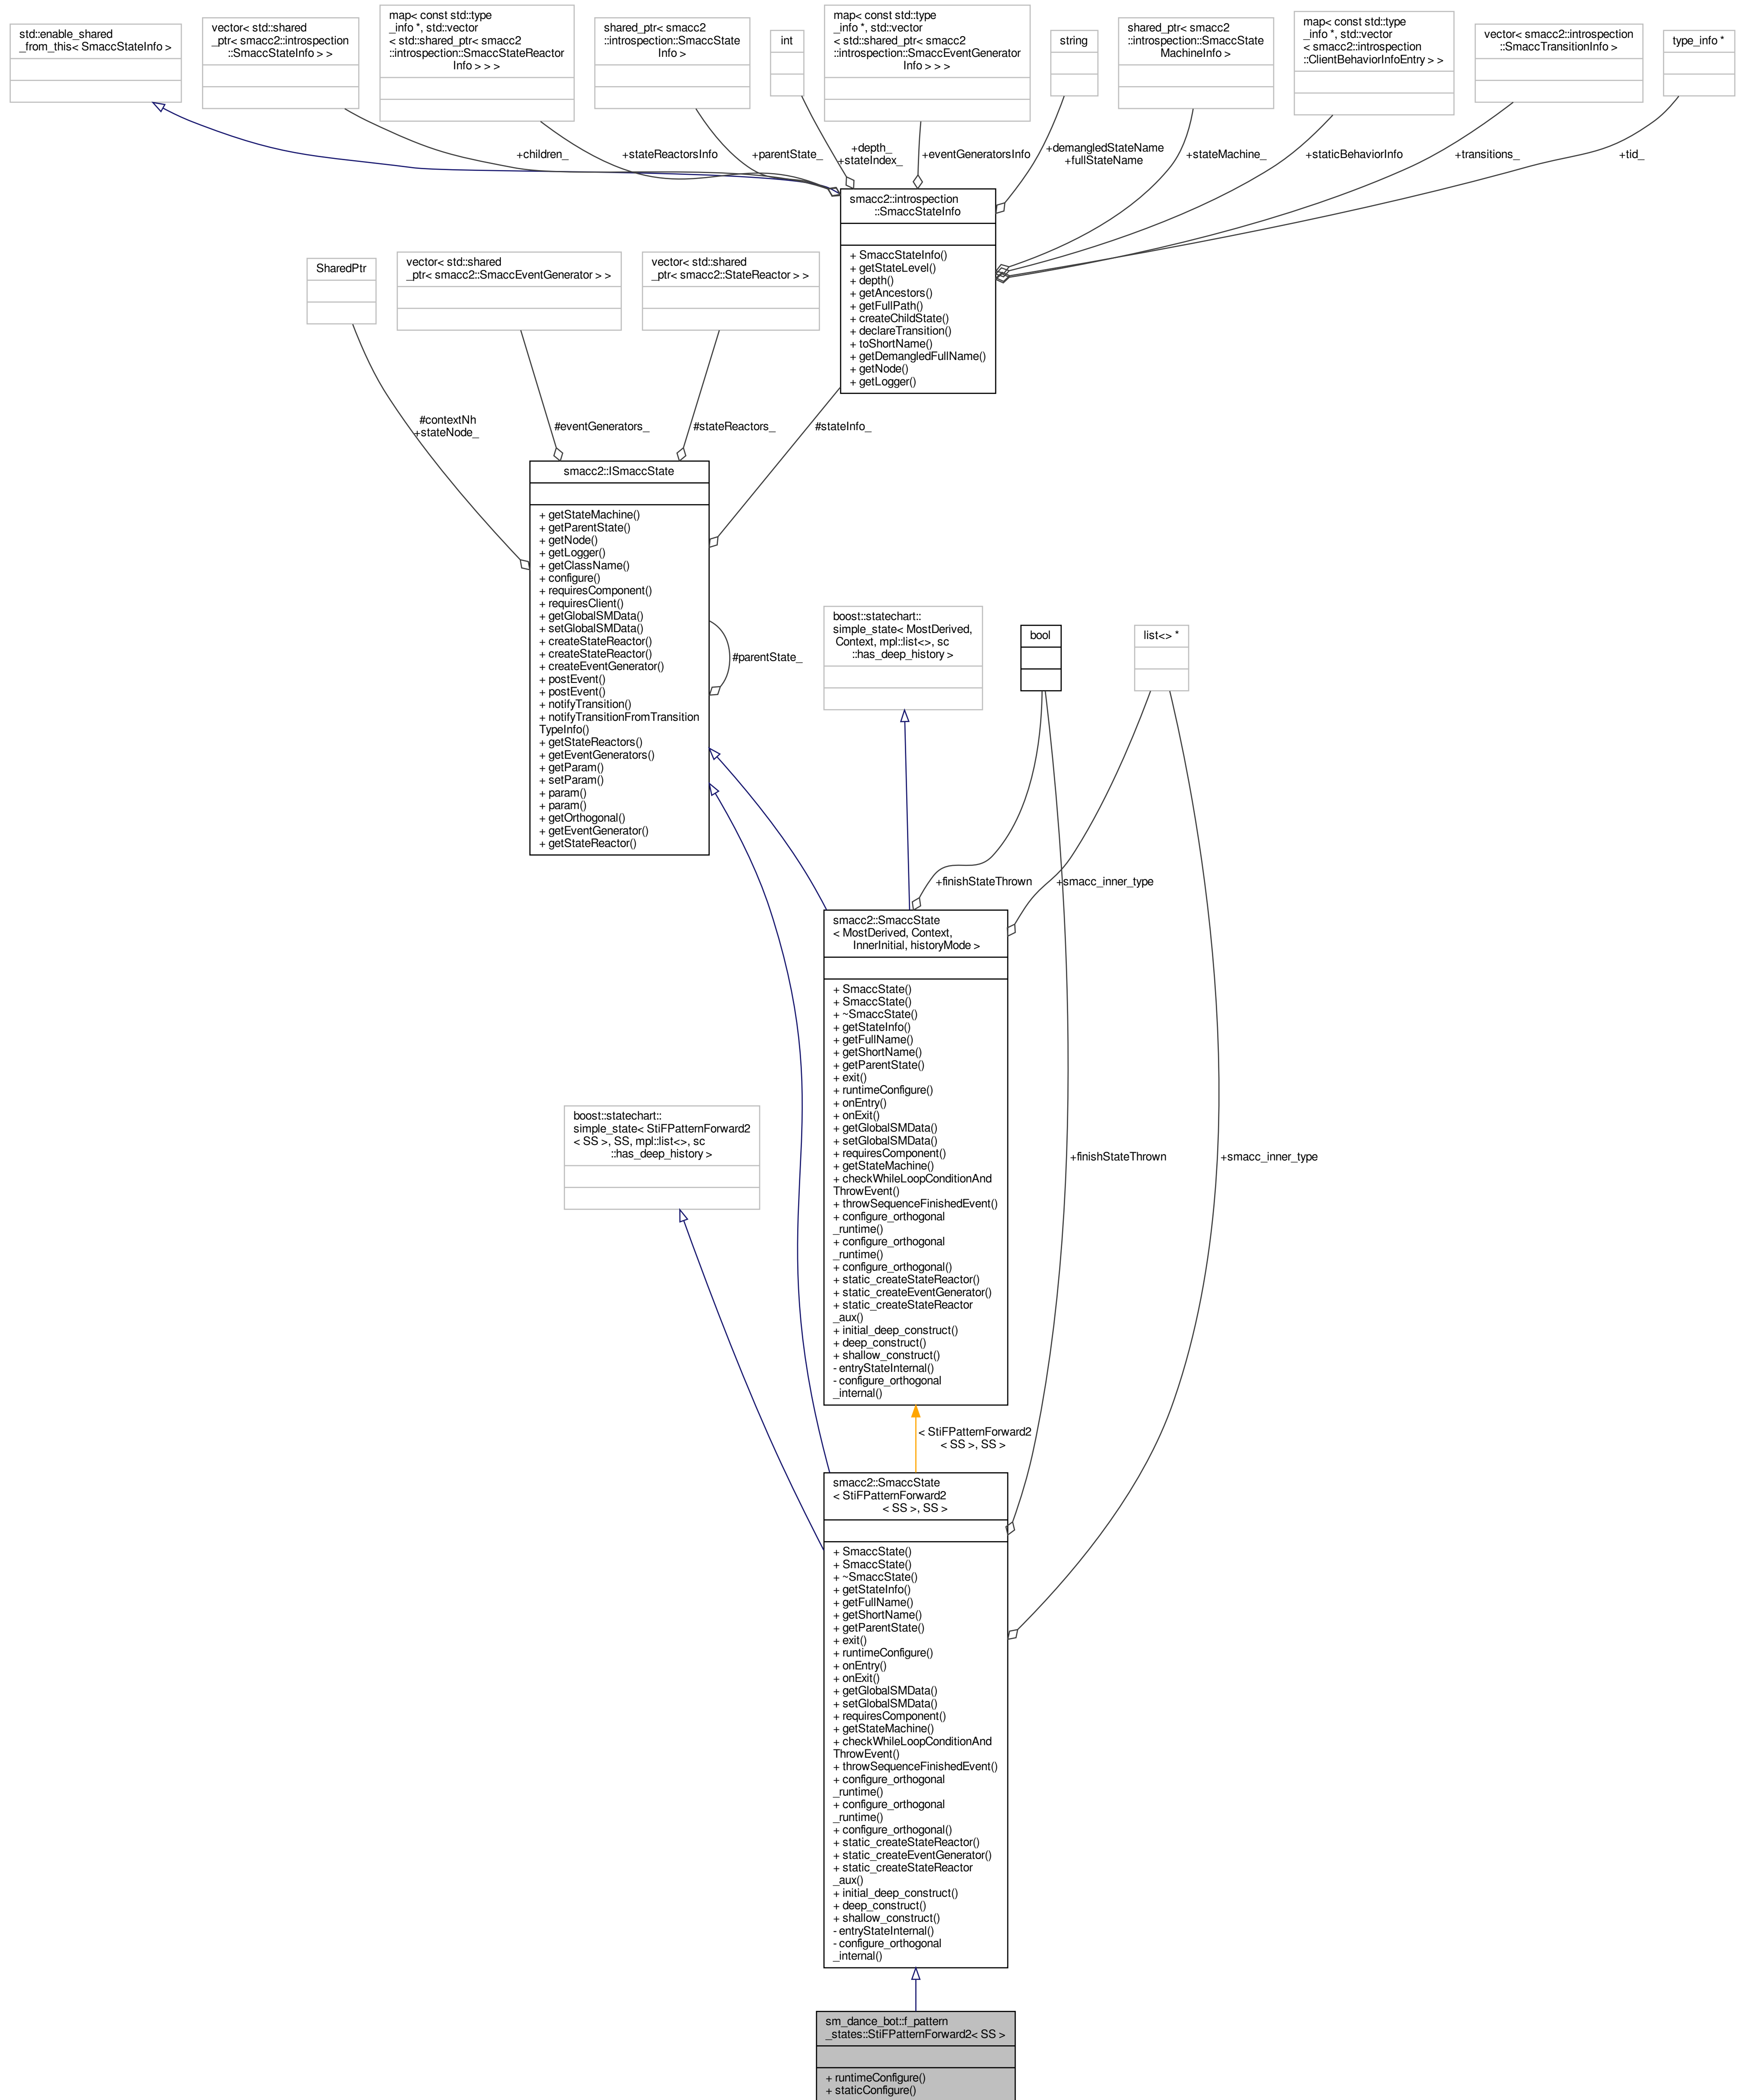 std::enable_shared
_from_this< SmaccStateInfo >
vector< std::shared
_ptr< smacc2::introspection
::SmaccStateInfo > >
map< const std::type
_info *, std::vector
< std::shared_ptr< smacc2
::introspection::SmaccStateReactor
Info > > >
shared_ptr< smacc2
::introspection::SmaccState
Info >
int
map< const std::type
_info *, std::vector
< std::shared_ptr< smacc2
::introspection::SmaccEventGenerator
Info > > >
string
shared_ptr< smacc2
::introspection::SmaccState
MachineInfo >
map< const std::type
_info *, std::vector
< smacc2::introspection
::ClientBehaviorInfoEntry > >
vector< smacc2::introspection
::SmaccTransitionInfo >
type_info *
+children_
+stateReactorsInfo
+parentState_
+depth_
+stateIndex_
+eventGeneratorsInfo
+demangledStateName
+fullStateName
+stateMachine_
+staticBehaviorInfo
+transitions_
+tid_
smacc2::introspection
::SmaccStateInfo
+ SmaccStateInfo()
+ getStateLevel()
+ depth()
+ getAncestors()
+ getFullPath()
+ createChildState()
+ declareTransition()
+ toShortName()
+ getDemangledFullName()
+ getNode()
+ getLogger()
SharedPtr
vector< std::shared
_ptr< smacc2::SmaccEventGenerator > >
vector< std::shared
_ptr< smacc2::StateReactor > >
#contextNh
+stateNode_
#eventGenerators_
#stateReactors_
#stateInfo_
smacc2::ISmaccState
+ getStateMachine()
+ getParentState()
+ getNode()
+ getLogger()
+ getClassName()
+ configure()
+ requiresComponent()
+ requiresClient()
+ getGlobalSMData()
+ setGlobalSMData()
+ createStateReactor()
+ createStateReactor()
+ createEventGenerator()
+ postEvent()
+ postEvent()
+ notifyTransition()
+ notifyTransitionFromTransition
TypeInfo()
+ getStateReactors()
+ getEventGenerators()
+ getParam()
+ setParam()
+ param()
+ param()
+ getOrthogonal()
+ getEventGenerator()
+ getStateReactor()
#parentState_
boost::statechart::
simple_state< MostDerived,
Context, mpl::list<>, sc
::has_deep_history >
bool
list<> *
+finishStateThrown
+smacc_inner_type
smacc2::SmaccState
< MostDerived, Context,
InnerInitial, historyMode >
+ SmaccState()
+ SmaccState()
+ ~SmaccState()
+ getStateInfo()
+ getFullName()
+ getShortName()
+ getParentState()
+ exit()
+ runtimeConfigure()
+ onEntry()
+ onExit()
+ getGlobalSMData()
+ setGlobalSMData()
+ requiresComponent()
+ getStateMachine()
+ checkWhileLoopConditionAnd
ThrowEvent()
+ throwSequenceFinishedEvent()
+ configure_orthogonal
_runtime()
+ configure_orthogonal
_runtime()
+ configure_orthogonal()
+ static_createStateReactor()
+ static_createEventGenerator()
+ static_createStateReactor
_aux()
+ initial_deep_construct()
+ deep_construct()
+ shallow_construct()
- entryStateInternal()
- configure_orthogonal
_internal()
boost::statechart::
simple_state< StiFPatternForward2
< SS >, SS, mpl::list<>, sc
::has_deep_history >
+finishStateThrown
+smacc_inner_type
< StiFPatternForward2
< SS >, SS >
smacc2::SmaccState
< StiFPatternForward2
< SS >, SS >
+ SmaccState()
+ SmaccState()
+ ~SmaccState()
+ getStateInfo()
+ getFullName()
+ getShortName()
+ getParentState()
+ exit()
+ runtimeConfigure()
+ onEntry()
+ onExit()
+ getGlobalSMData()
+ setGlobalSMData()
+ requiresComponent()
+ getStateMachine()
+ checkWhileLoopConditionAnd
ThrowEvent()
+ throwSequenceFinishedEvent()
+ configure_orthogonal
_runtime()
+ configure_orthogonal
_runtime()
+ configure_orthogonal()
+ static_createStateReactor()
+ static_createEventGenerator()
+ static_createStateReactor
_aux()
+ initial_deep_construct()
+ deep_construct()
+ shallow_construct()
- entryStateInternal()
- configure_orthogonal
_internal()
sm_dance_bot::f_pattern
_states::StiFPatternForward2< SS >
+ runtimeConfigure()
+ staticConfigure()